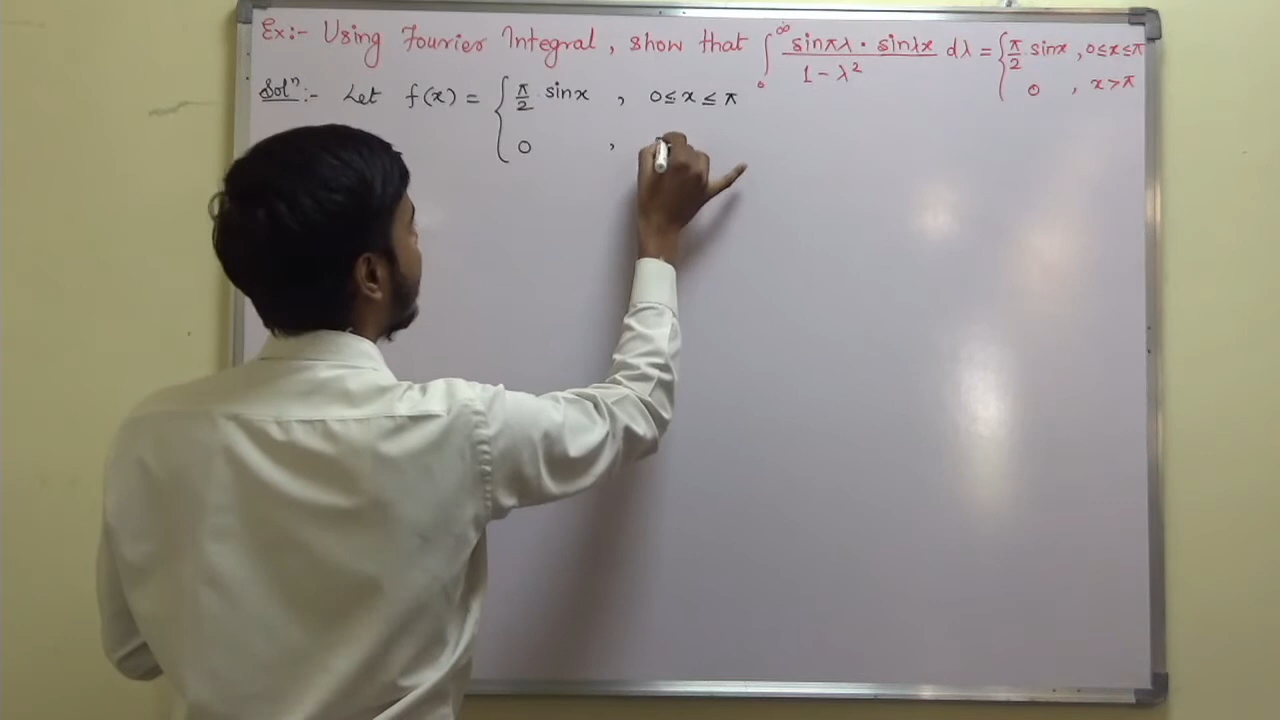 Ex:- Using Fourier Integral, show that ∫₀^∞ (sinπλ · sinλx)/(1-λ²) dλ = { π/2 sinx , 0≤x≤π
0 , x>π
Solⁿ:- Let f(x) = { π/2 sinx , 0≤x≤π
0 ,